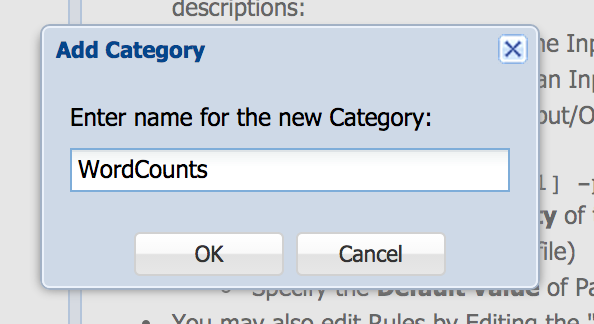 descriptions:
Add Category
he Inp
an Inp
Enter name for the new Category:
out/O
WordCounts
ty of
OK
Cancel
file)
Specify the Default Value of Pa
You may also edit Rules by Editing the "